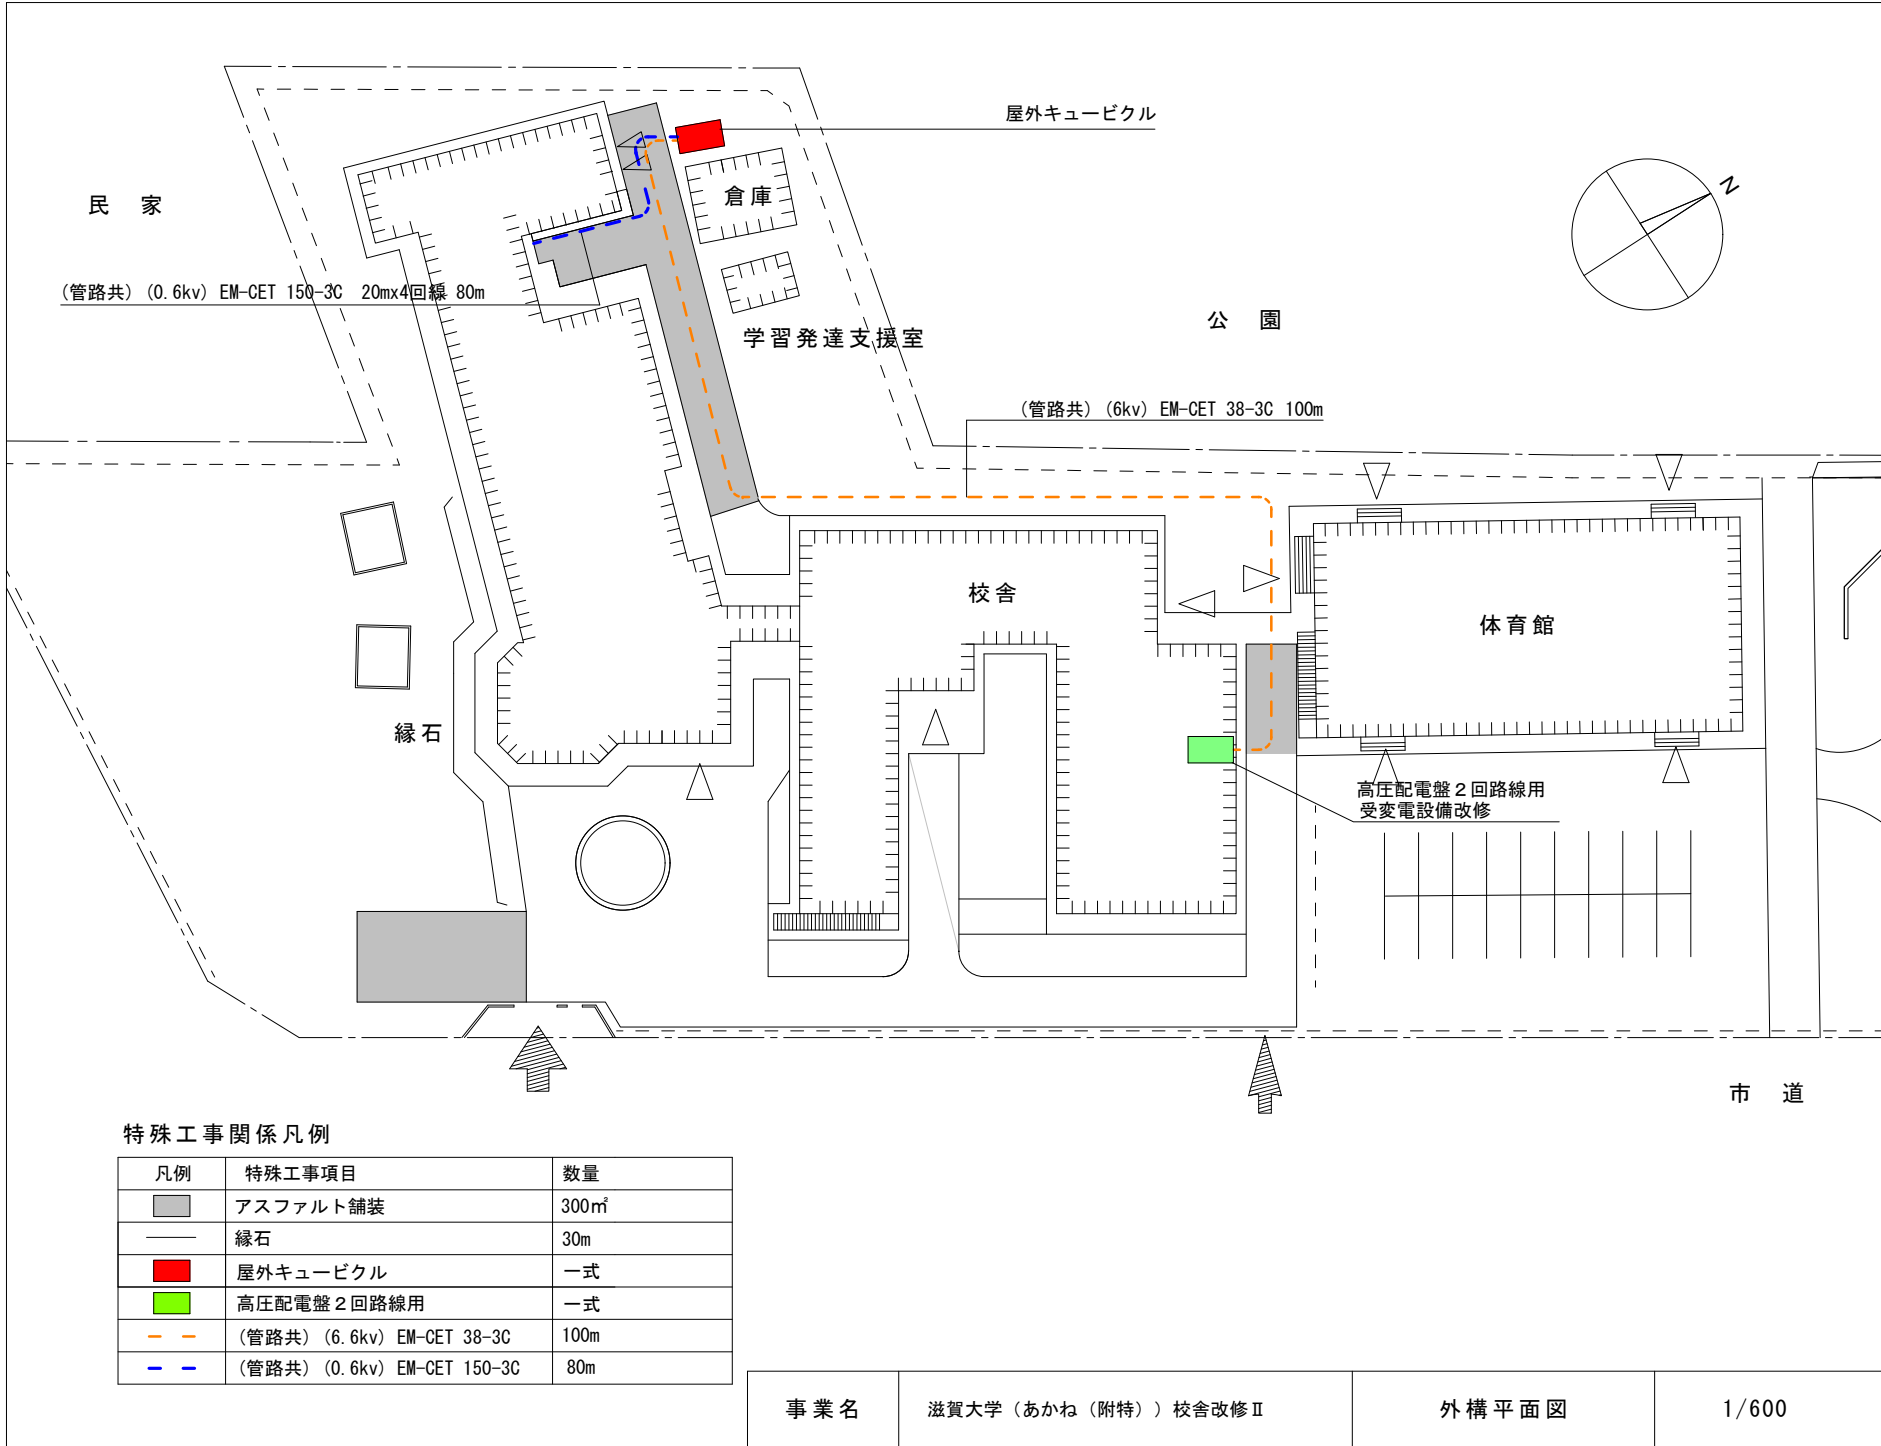 屋外キュービクル
民 家
倉庫
N
(管路共) (0.6kv) EM-CET 150-3C 20mx4回線 80m
公 園
学習発達支援室
(管路共) (6kv) EM-CET 38-3C 100m
校舎
体育館
縁石
高圧配電盤2回路線用
受変電設備改修
市 道
特殊工事関係凡例
凡例 特殊工事項目 数量
アスファルト舗装 300㎡
縁石 30m
屋外キュービクル 一式
高圧配電盤2回路線用 一式
(管路共) (6.6kv) EM-CET 38-3C 100m
(管路共) (0.6kv) EM-CET 150-3C 80m
事業名 滋賀大学（あかね（附特））校舎改修Ⅱ 外構平面図 1/600